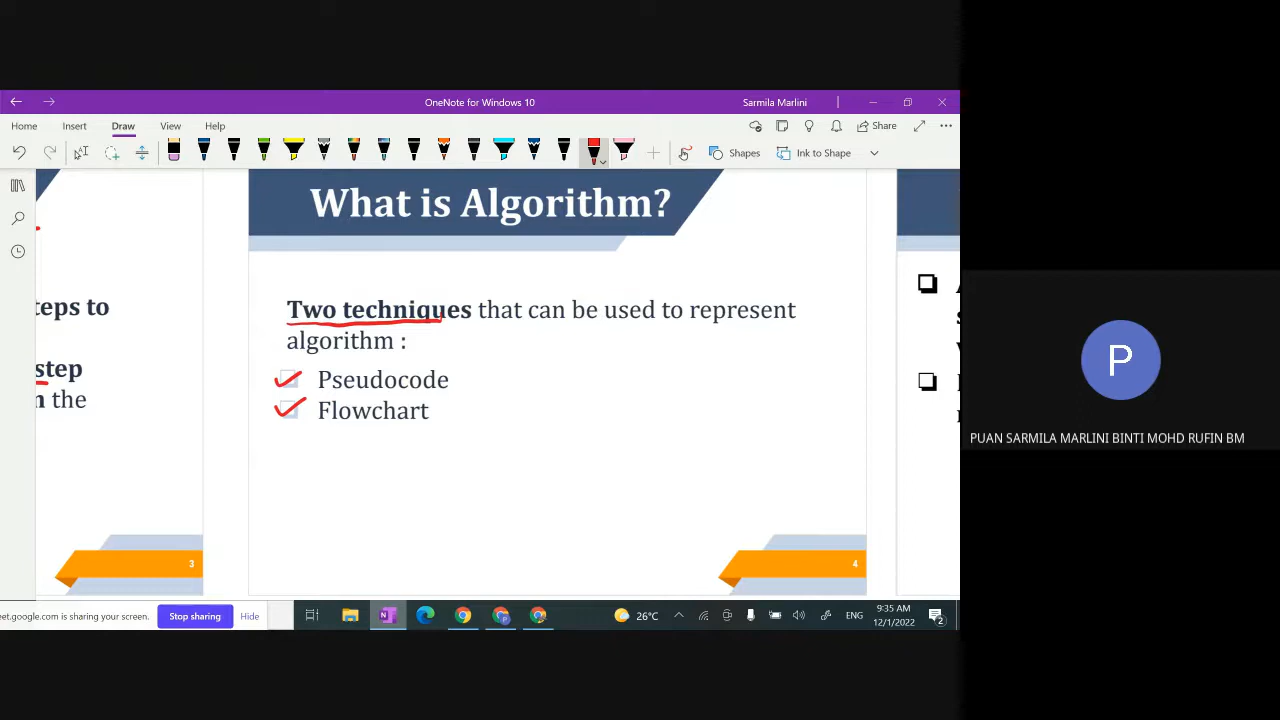 OneNote for Windows 10
Sarmila Marlini
Home Insert Draw View Help
Share
Shapes
Ink to Shape
What is Algorithm?
teps to
step
the
Two techniques that can be used to represent
algorithm :
Pseudocode
Flowchart
3
4
P
PUAN SARMILA MARLINI BINTI MOHD RUFIN BM
eet.google.com is sharing your screen.
Stop sharing
Hide
26°C
ENG
9:35 AM
12/1/2022
2